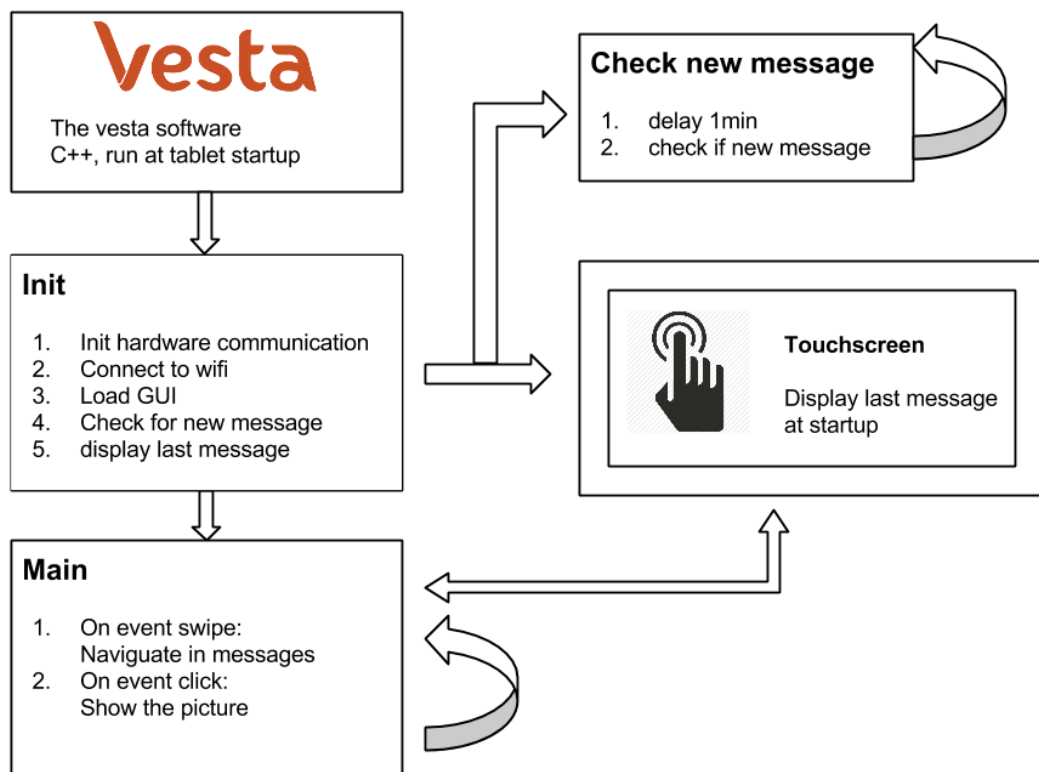 Vesta
The vesta software
C++, run at tablet startup
Init
1. Init hardware communication
2. Connect to wifi
3. Load GUI
4. Check for new message
5. display last message
Main
1. On event swipe:
Naviguate in messages
2. On event click:
Show the picture
Check new message
1. delay 1min
2. check if new message
Touchscreen
Display last message
at startup